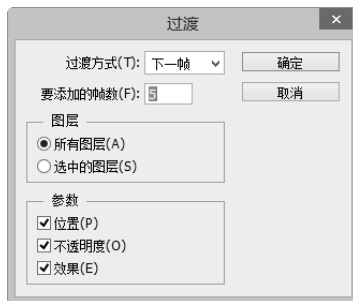 过渡
过渡方式(T): 下一帧 确定
要添加的帧数(F): 5 取消
图层
所有图层(A)
选中的图层(S)
参数
位置(P)
不透明度(O)
效果(E)